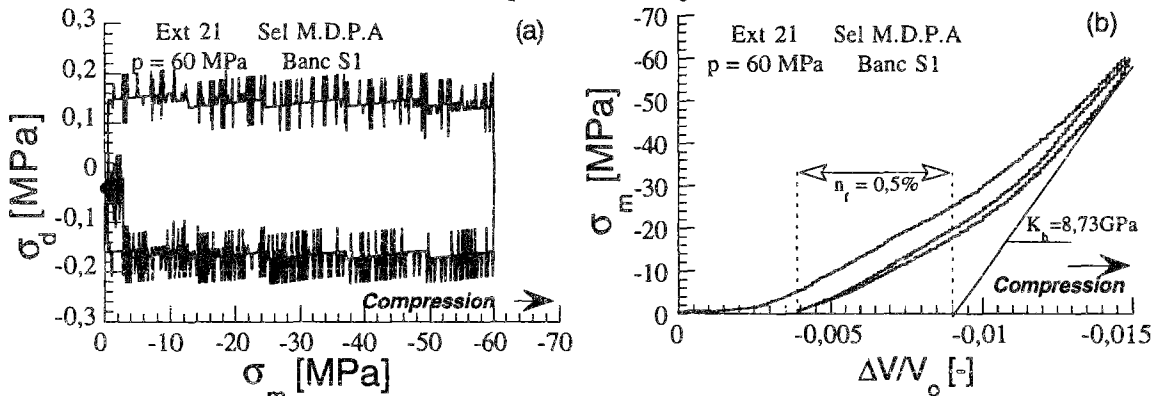 0,3
0,2
0,1
0
-0,1
-0,2
-0,3
σd [MPa]
Ext 21 Sel M.D.P.A
p = 60 MPa Banc S1
(a)
Compression
0 -10 -20 -30 -40 -50 -60 -70
σm [MPa]
-70
-60
-50
-40
-30
-20
-10
0
σm [MPa]
Ext 21 Sel M.D.P.A
p = 60 MPa Banc S1
(b)
nf = 0,5%
Kb=8,73GPa
Compression
0 -0,005 -0,01 -0,015
ΔV/Vo [-]